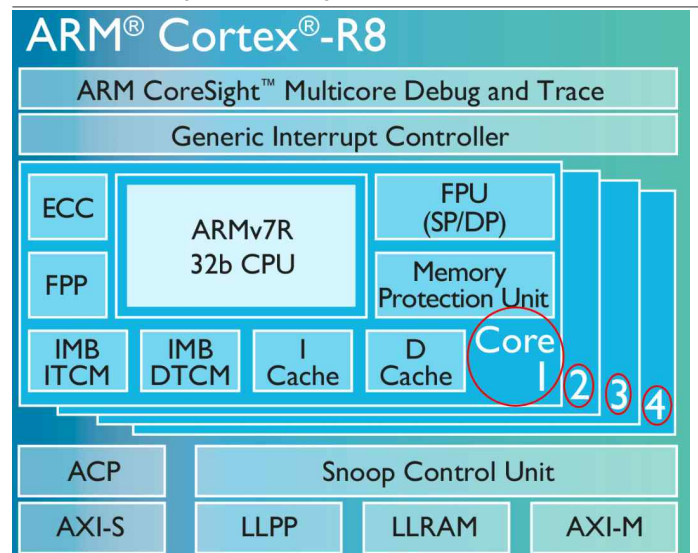 ARM® Cortex®-R8
ARM CoreSight™ Multicore Debug and Trace
Generic Interrupt Controller
ECC
ARMv7R
32b CPU
FPU
(SP/DP)
FPP
Memory
Protection Unit
IMB
ITCM
IMB
DTCM
I
Cache
D
Cache
Core
1
2
3
4
ACP
Snoop Control Unit
AXI-S
LLPP
LLRAM
AXI-M